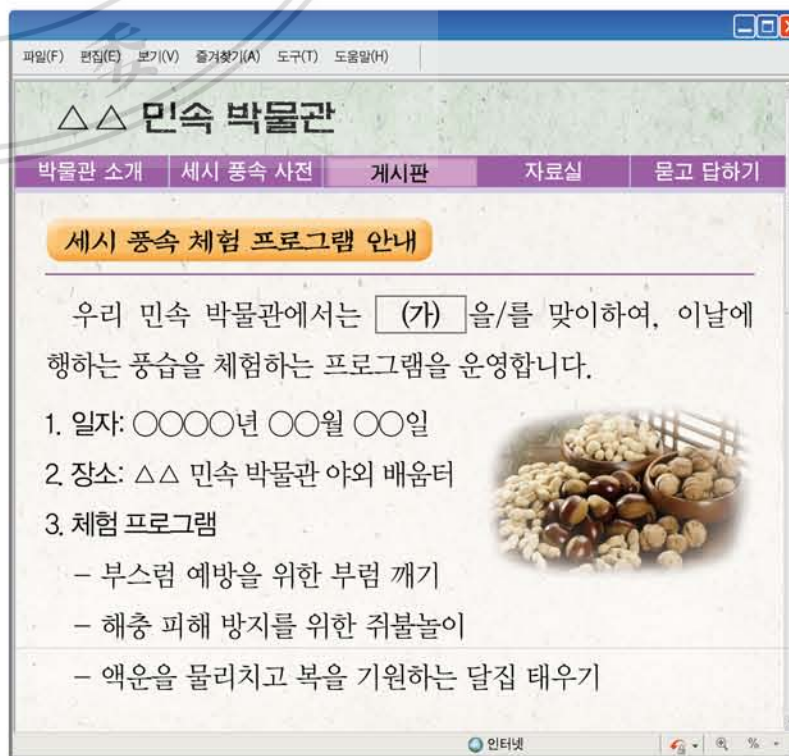 파일(F) 편집(E) 보기(V) 즐겨찾기(A) 도구(T) 도움말(H)
△△ 민속 박물관
박물관 소개 세시 풍속 사전 게시판 자료실 묻고 답하기
세시 풍속 체험 프로그램 안내
우리 민속 박물관에서는 (가) 을/를 맞이하여, 이날에
행하는 풍습을 체험하는 프로그램을 운영합니다.
1. 일자: ○○○○년 ○○월 ○○일
2. 장소: △△ 민속 박물관 야외 배움터
3. 체험 프로그램
- 부스럼 예방을 위한 부럼 깨기
- 해충 피해 방지를 위한 쥐불놀이
- 액운을 물리치고 복을 기원하는 달집 태우기
인터넷 %